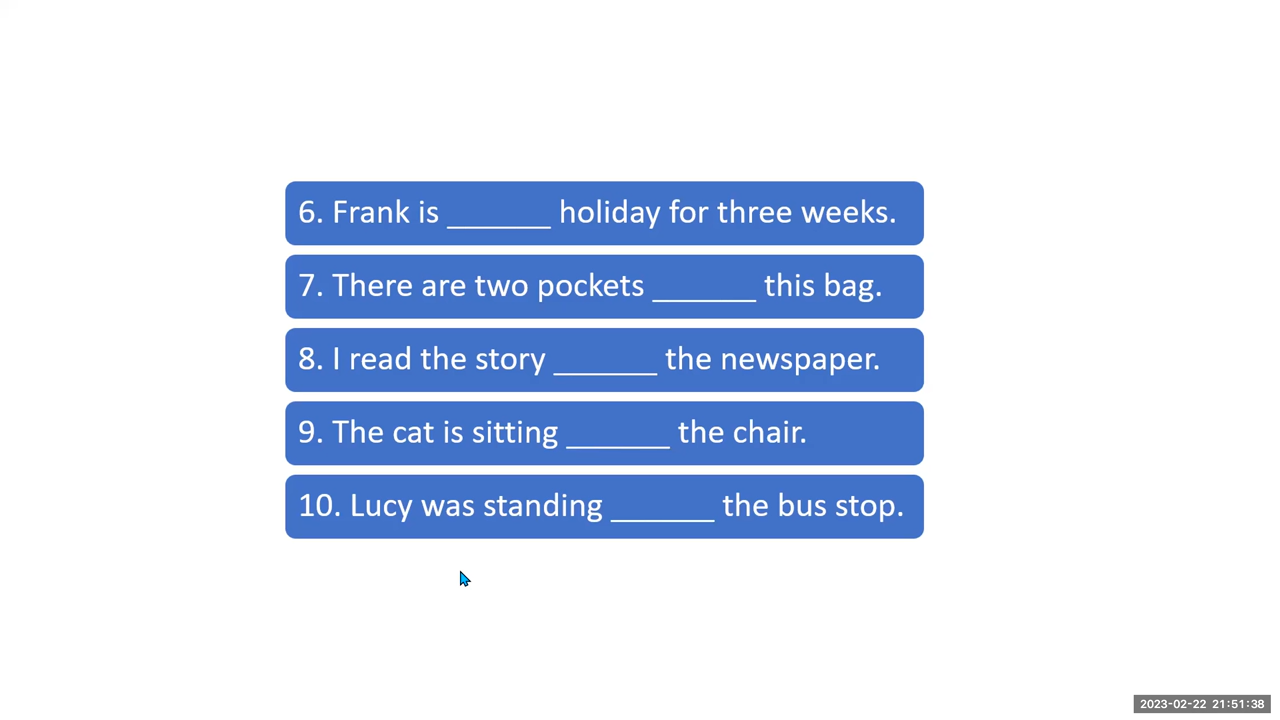 6. Frank is _______ holiday for three weeks.
7. There are two pockets _______ this bag.
8. I read the story _______ the newspaper.
9. The cat is sitting _______ the chair.
10. Lucy was standing _______ the bus stop.
2023-02-22 21:51:38